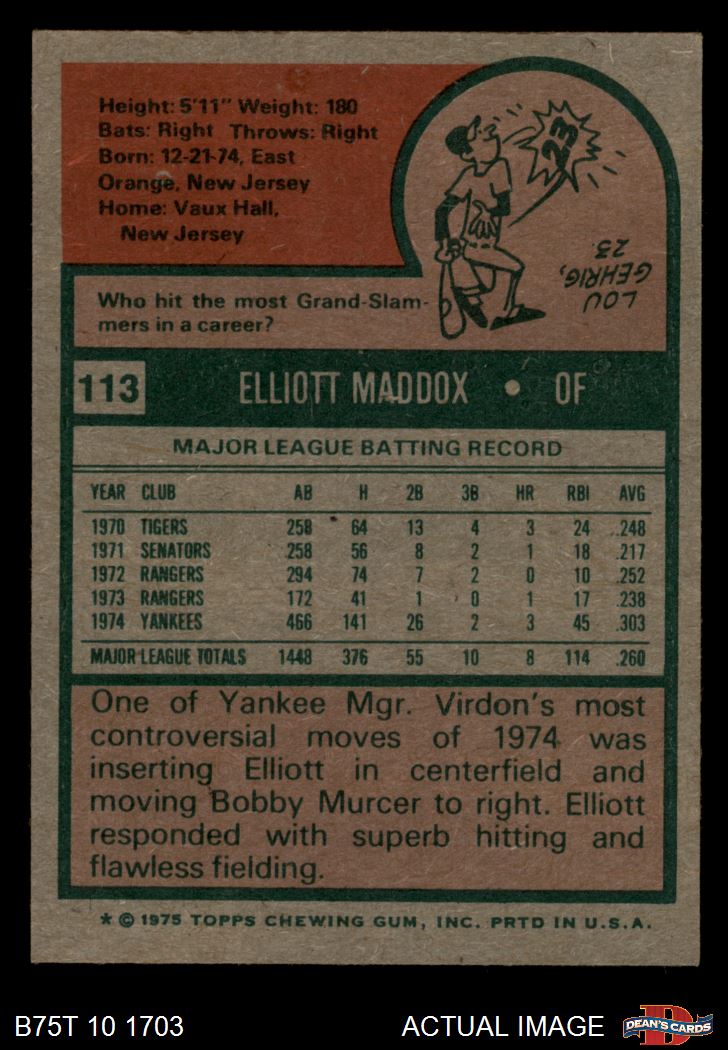 Height: 5'11" Weight: 180
Bats: Right Throws: Right
Born: 12-21-74, East
Orange, New Jersey
Home: Vaux Hall,
New Jersey
23
LOU
GEHRIG,
23.
Who hit the most Grand-Slam-
mers in a career?
113 ELLIOTT MADDOX • OF
MAJOR LEAGUE BATTING RECORD
YEAR CLUB AB H 2B 3B HR RBI AVG
1970 TIGERS 258 64 13 4 3 24 .248
1971 SENATORS 258 56 8 2 1 18 .217
1972 RANGERS 294 74 7 2 0 10 .252
1973 RANGERS 172 41 1 0 1 17 .238
1974 YANKEES 466 141 26 2 3 45 .303
MAJOR LEAGUE TOTALS 1448 376 55 10 8 114 .260
One of Yankee Mgr. Virdon's most
controversial moves of 1974 was
inserting Elliott in centerfield and
moving Bobby Murcer to right. Elliott
responded with superb hitting and
flawless fielding.
* © 1975 TOPPS CHEWING GUM, INC. PRTD IN U.S.A.
B75T 10 1703 ACTUAL IMAGE
D
DEAN'S CARDS